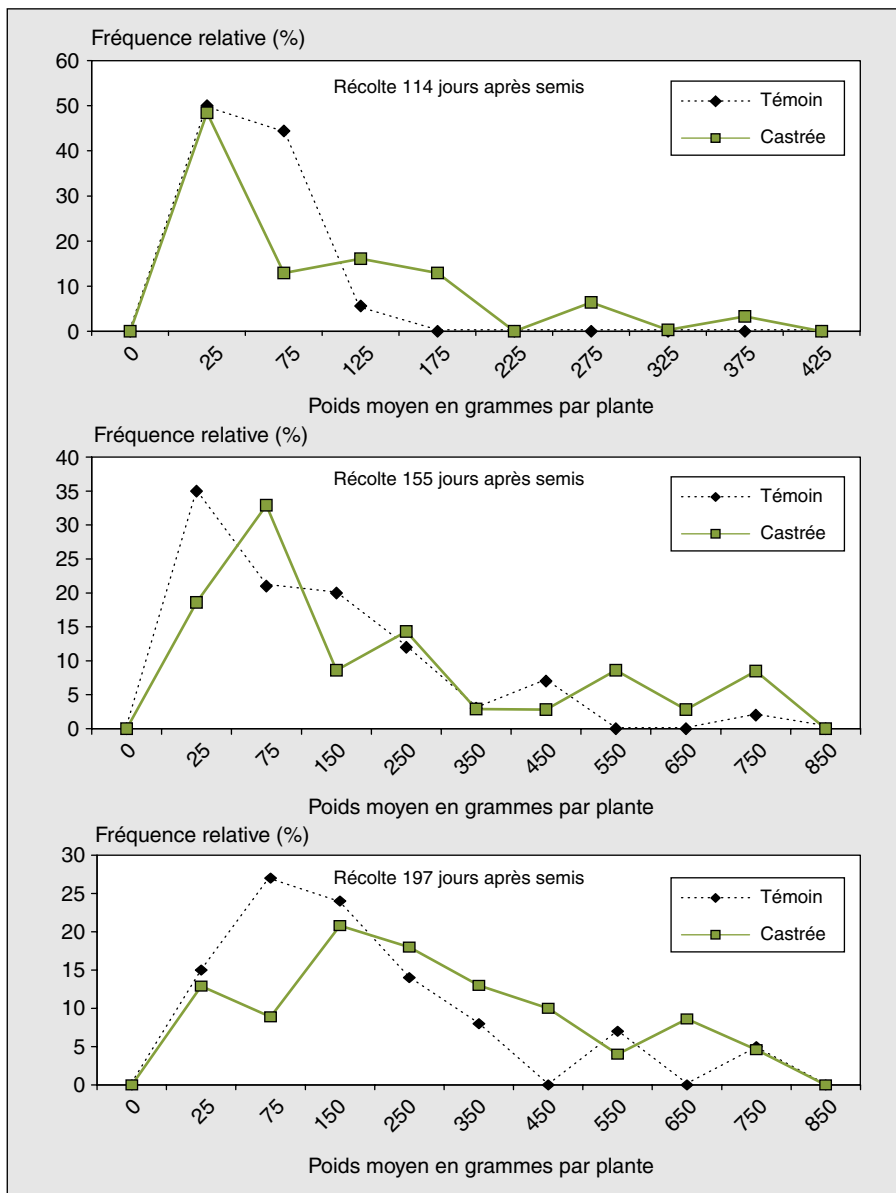 Fréquence relative (%)
Récolte 114 jours après semis
Témoin
Castrée
60
50
40
30
20
10
0
0 25 75 125 175 225 275 325 375 425
Poids moyen en grammes par plante
Fréquence relative (%)
Récolte 155 jours après semis
Témoin
Castrée
40
35
30
25
20
15
10
5
0
0 25 75 150 250 350 450 550 650 750 850
Poids moyen en grammes par plante
Fréquence relative (%)
Récolte 197 jours après semis
Témoin
Castrée
30
25
20
15
10
5
0
0 25 75 150 250 350 450 550 650 750 850
Poids moyen en grammes par plante